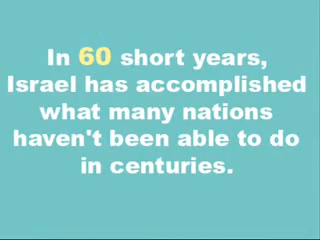 In 60 short years,
Israel has accomplished
what many nations
haven't been able to do
in centuries.